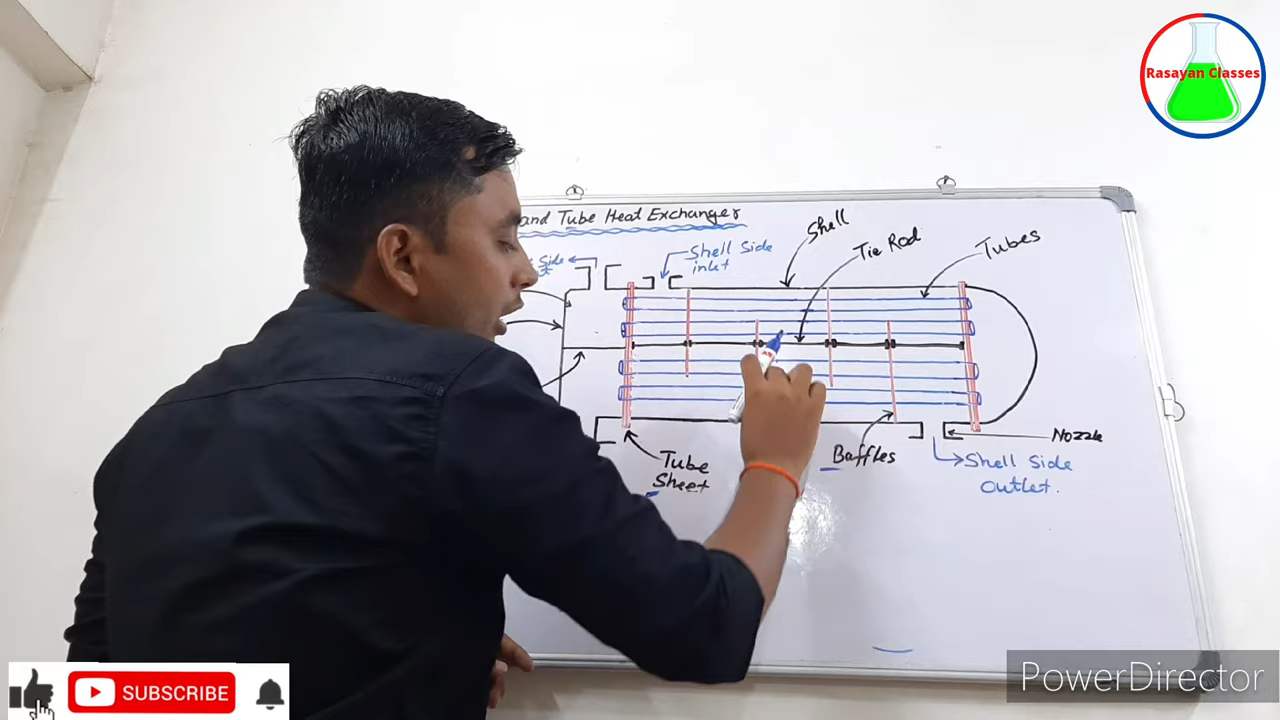 Rasayan Classes
and Tube Heat Exchanger
Shell
Tie Rod
Tubes
Shell Side
inlet
Side
Nozzle
Baffles
Tube
Sheet
Shell Side
Outlet.
SUBSCRIBE
PowerDirector